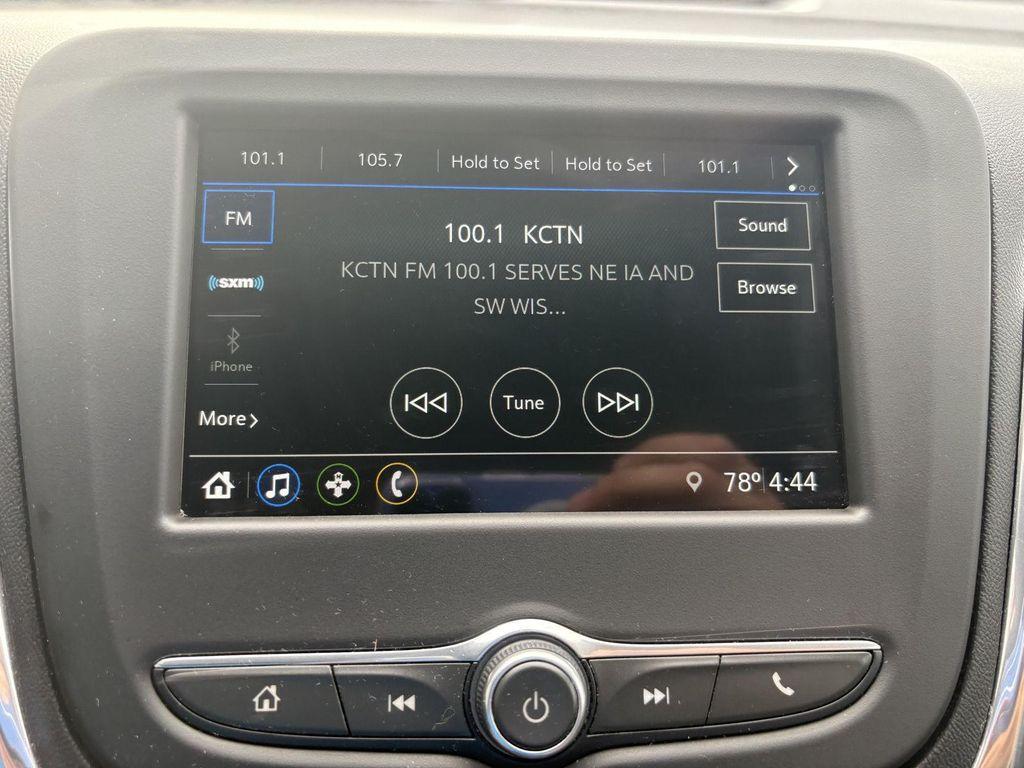 101.1 105.7 Hold to Set Hold to Set 101.1
FM
Sound
100.1 KCTN
KCTN FM 100.1 SERVES NE IA AND
SW WIS...
((sxm))
Browse
iPhone
Tune
More
78° 4:44